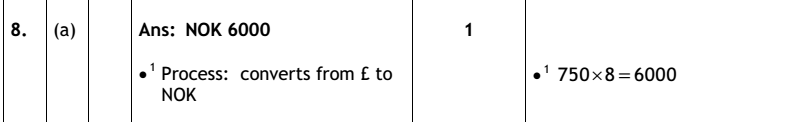 8. (a) Ans: NOK 6000 1
•¹ Process: converts from £ to •¹ 750×8=6000
NOK